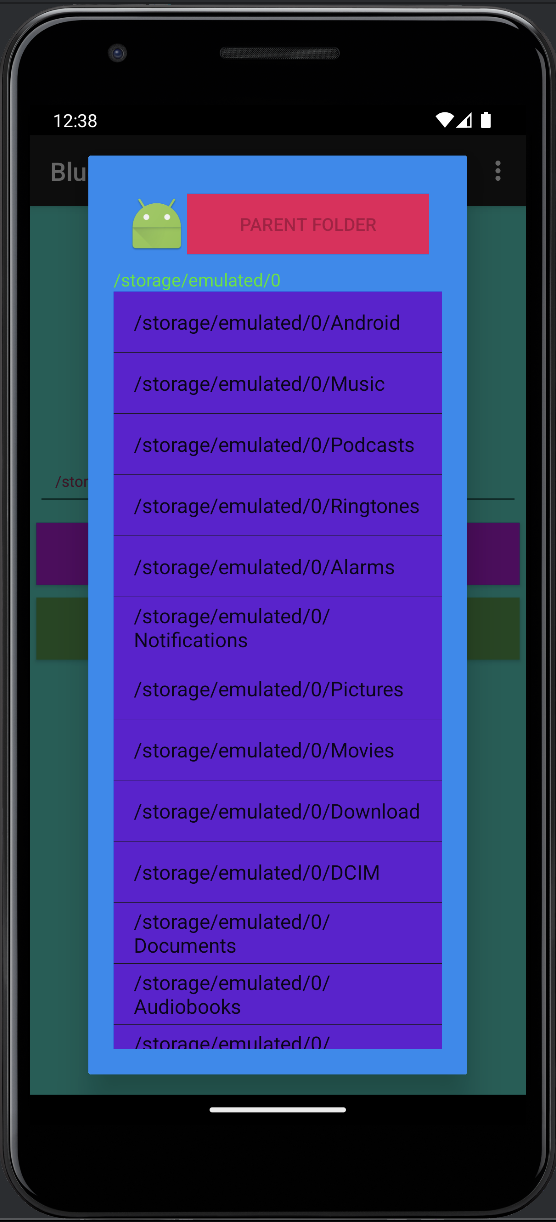 12:38
Blu
PARENT FOLDER
/storage/emulated/0
/storage/emulated/0/Android
/storage/emulated/0/Music
/storage/emulated/0/Podcasts
/stor
/storage/emulated/0/Ringtones
/storage/emulated/0/Alarms
/storage/emulated/0/
Notifications
/storage/emulated/0/Pictures
/storage/emulated/0/Movies
/storage/emulated/0/Download
/storage/emulated/0/DCIM
/storage/emulated/0/
Documents
/storage/emulated/0/
Audiobooks
/storage/emulated/0/